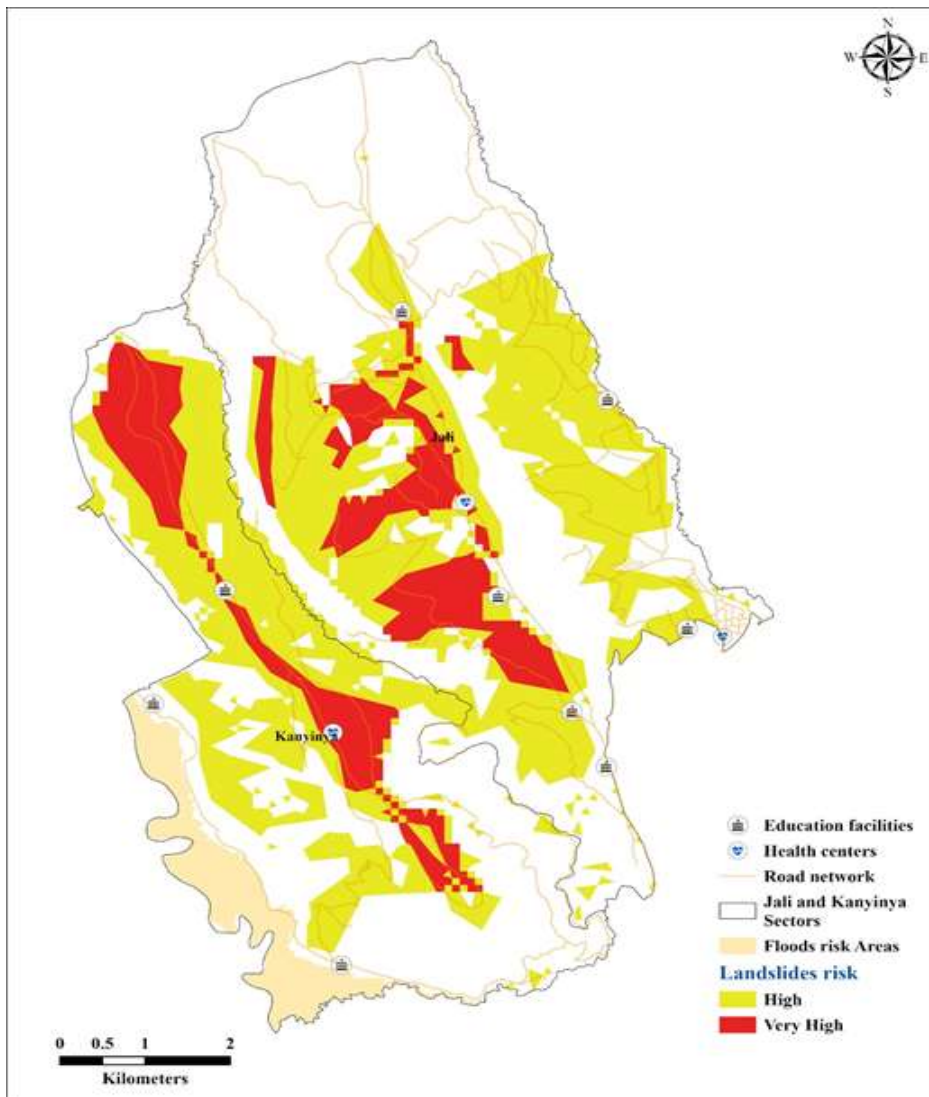 N
W E
S
Jali
Kanyinya
Education facilities
Health centers
Road network
Jali and Kanyinya
Sectors
Floods risk Areas
Landslides risk
High
Very High
0 0.5 1 2
Kilometers